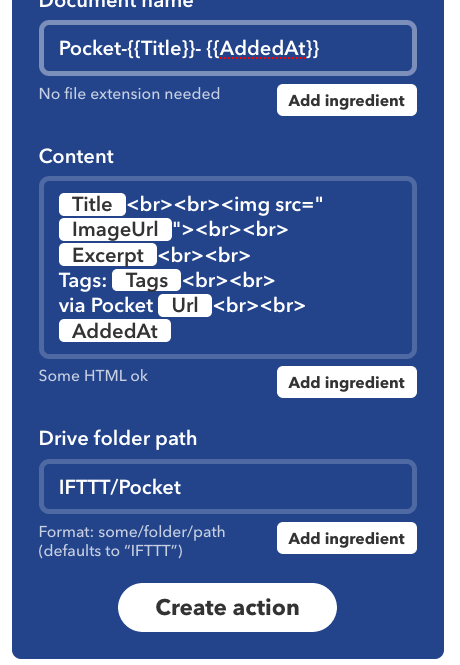 Document name
Pocket-{{Title}}- {{AddedAt}}
No file extension needed
Add ingredient
Content
Title <br><br><img src="
ImageUrl "><br><br>
Excerpt <br><br>
Tags: Tags <br><br>
via Pocket Url <br><br>
AddedAt
Some HTML ok
Add ingredient
Drive folder path
IFTTT/Pocket
Format: some/folder/path
(defaults to “IFTTT”)
Add ingredient
Create action